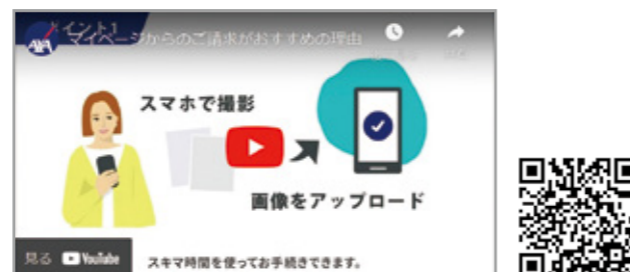 ポイント1
AXA マイページからのご請求がおすすめの理由
スマホで撮影
画像をアップロード
見る YouTube
スキマ時間を使ってお手続きできます。